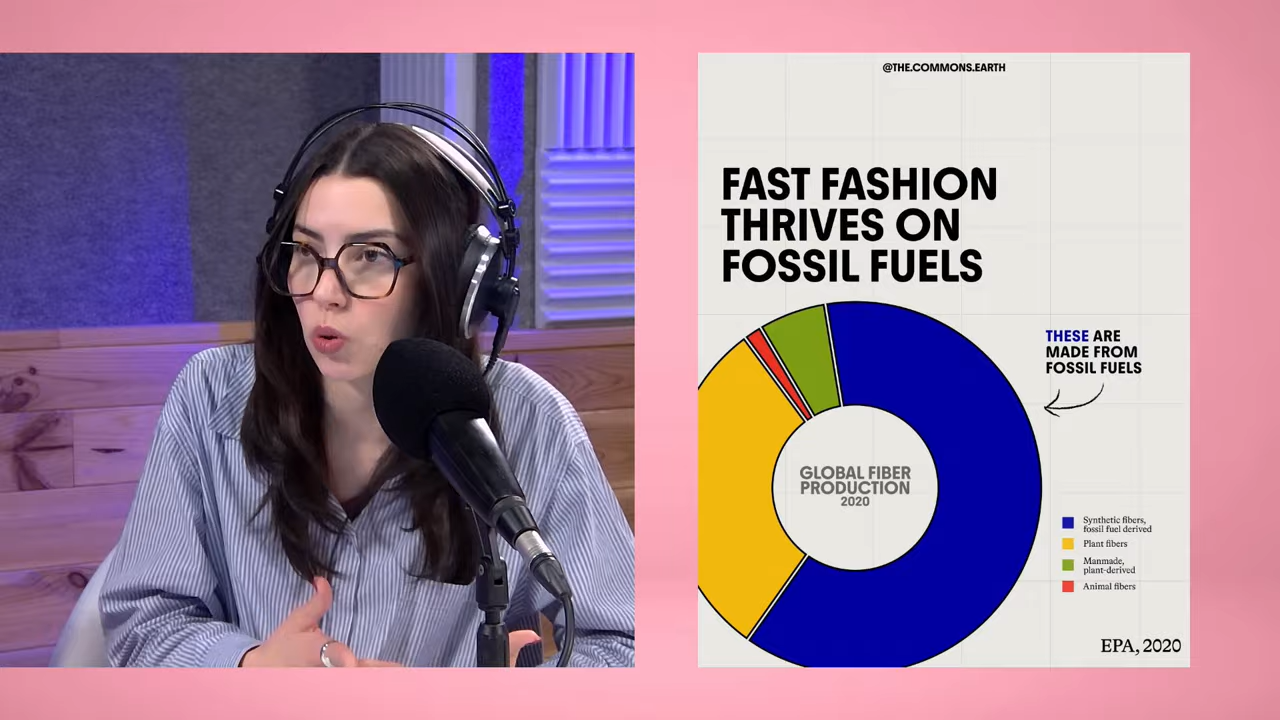 @THE.COMMONS.EARTH
FAST FASHION
THRIVES ON
FOSSIL FUELS
THESE ARE
MADE FROM
FOSSIL FUELS
GLOBAL FIBER
PRODUCTION
2020
Synthetic fibers,
fossil fuel derived
Plant fibers
Manmade,
plant-derived
Animal fibers
EPA, 2020